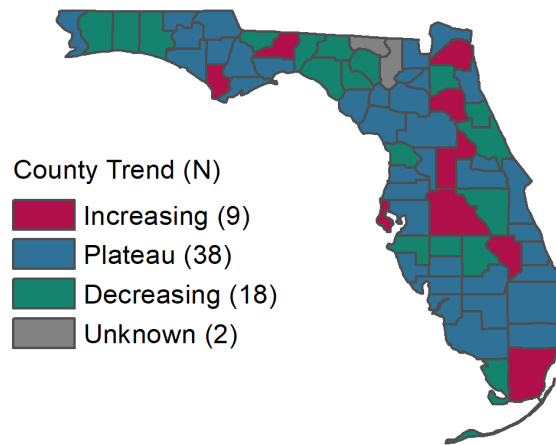 County Trend (N)
Increasing (9)
Plateau (38)
Decreasing (18)
Unknown (2)